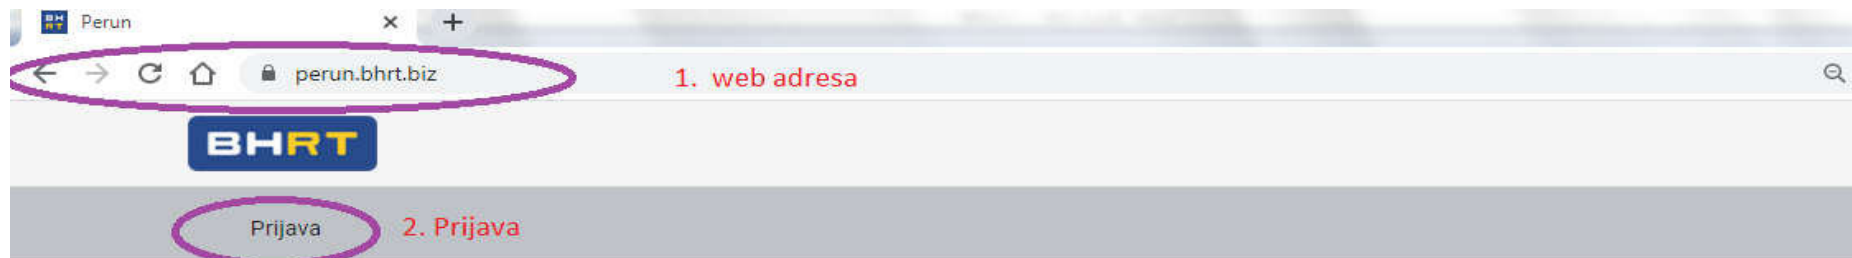 Perun
perun.bhrt.biz
1. web adresa
BHRT
Prijava
2. Prijava